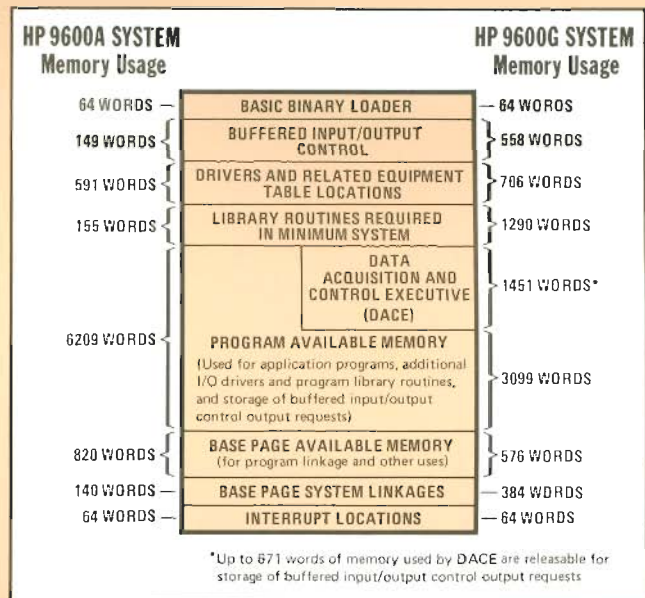 HP 9600A SYSTEM
Memory Usage
HP 9600G SYSTEM
Memory Usage
64 WORDS
BASIC BINARY LOADER
64 WORDS
149 WORDS
BUFFERED INPUT/OUTPUT
CONTROL
558 WORDS
591 WORDS
DRIVERS AND RELATED EQUIPMENT
TABLE LOCATIONS
706 WORDS
155 WORDS
LIBRARY ROUTINES REQUIRED
IN MINIMUM SYSTEM
1290 WORDS
DATA
ACQUISITION AND
CONTROL EXECUTIVE
(DACE)
1451 WORDS*
6209 WORDS
PROGRAM AVAILABLE MEMORY
(Used for application programs, additional
I/O drivers and program library routines,
and storage of buffered input/output
control output requests)
3099 WORDS
820 WORDS
BASE PAGE AVAILABLE MEMORY
(for program linkage and other uses)
576 WORDS
140 WORDS
BASE PAGE SYSTEM LINKAGES
384 WORDS
64 WORDS
INTERRUPT LOCATIONS
64 WORDS
*Up to 671 words of memory used by DACE are releasable for
storage of buffered input/output control output requests